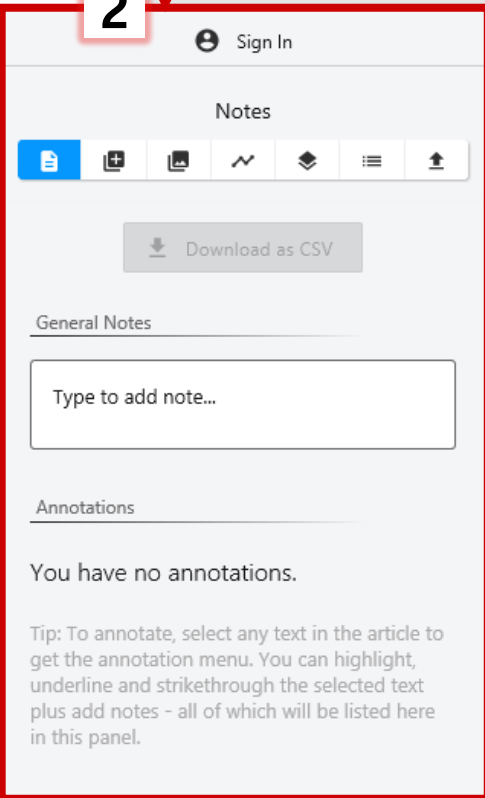 2
Sign In
Notes
Download as CSV
General Notes
Type to add note...
Annotations
You have no annotations.
Tip: To annotate, select any text in the article to
get the annotation menu. You can highlight,
underline and strikethrough the selected text
plus add notes - all of which will be listed here
in this panel.